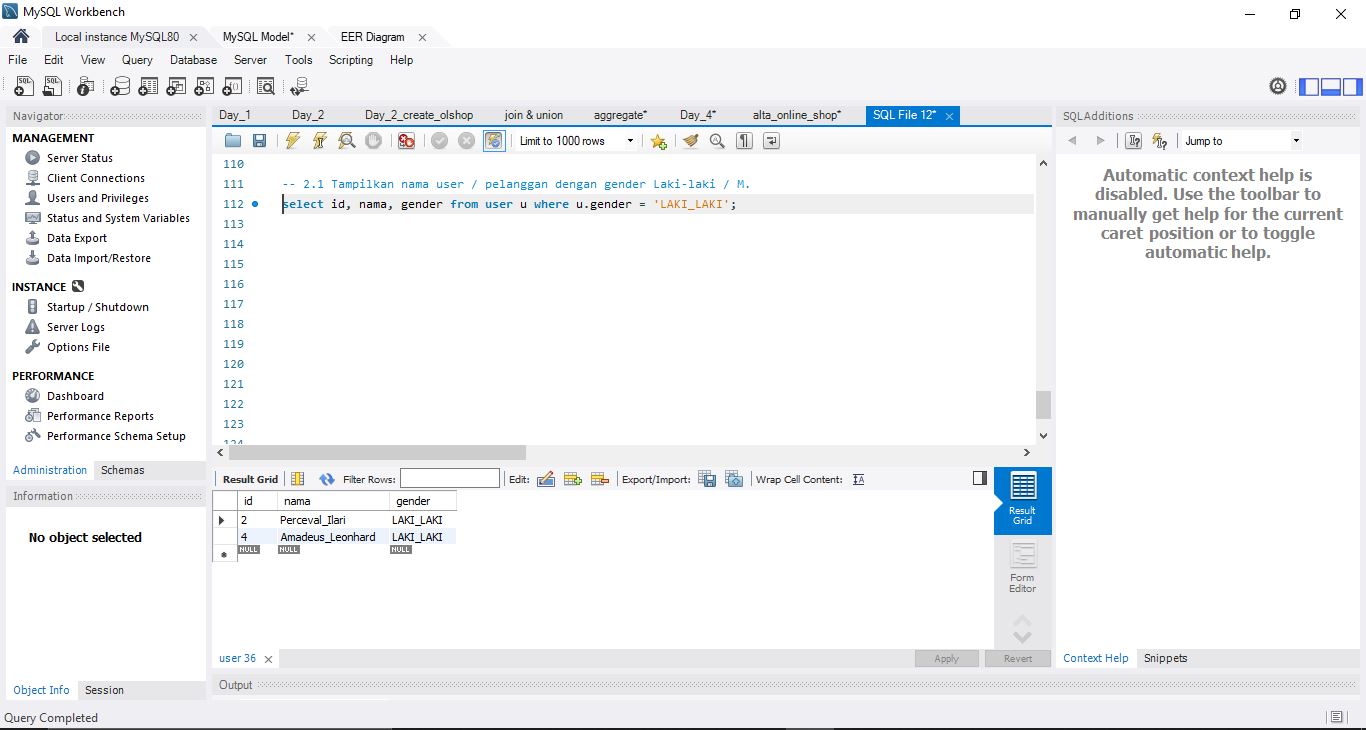 MySQL Workbench
Local instance MySQL80 MySQL Model* EER Diagram
File Edit View Query Database Server Tools Scripting Help
Navigator
MANAGEMENT
Server Status
Client Connections
Users and Privileges
Status and System Variables
Data Export
Data Import/Restore
INSTANCE
Startup / Shutdown
Server Logs
Options File
PERFORMANCE
Dashboard
Performance Reports
Performance Schema Setup
Administration Schemas
Information
No object selected
Object Info Session
Day_1 Day_2 Day_2_create_olshop join & union aggregate* Day_4* alta_online_shop* SQL File 12*
Limit to 1000 rows
110
111 -- 2.1 Tampilkan nama user / pelanggan dengan gender Laki-laki / M.
112 select id, nama, gender from user u where u.gender = 'LAKI_LAKI';
113
114
115
116
117
118
119
120
121
122
123
124
Result Grid Filter Rows: Edit: Export/Import: Wrap Cell Content:
id nama gender
2 Perceval_Ilari LAKI_LAKI
4 Amadeus_Leonhard LAKI_LAKI
NULL NULL NULL
Result
Grid
Form
Editor
user 36 Apply Revert
Output
SQLAdditions
Jump to
Automatic context help is
disabled. Use the toolbar to
manually get help for the current
caret position or to toggle
automatic help.
Context Help Snippets
Query Completed